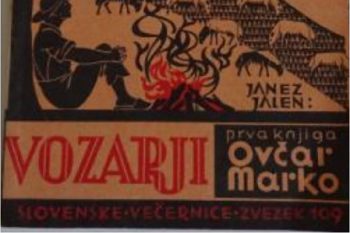 JANEZ
JALEN:
VOZARJI
prva knjiga
Ovčar
Marko
SLOVENSKE · VEČERNICE · ZVEZEK 109